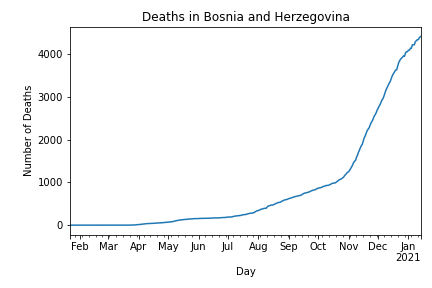 Deaths in Bosnia and Herzegovina
Number of Deaths
4000
3000
2000
1000
0
Feb Mar Apr May Jun Jul Aug Sep Oct Nov Dec Jan
2021
Day